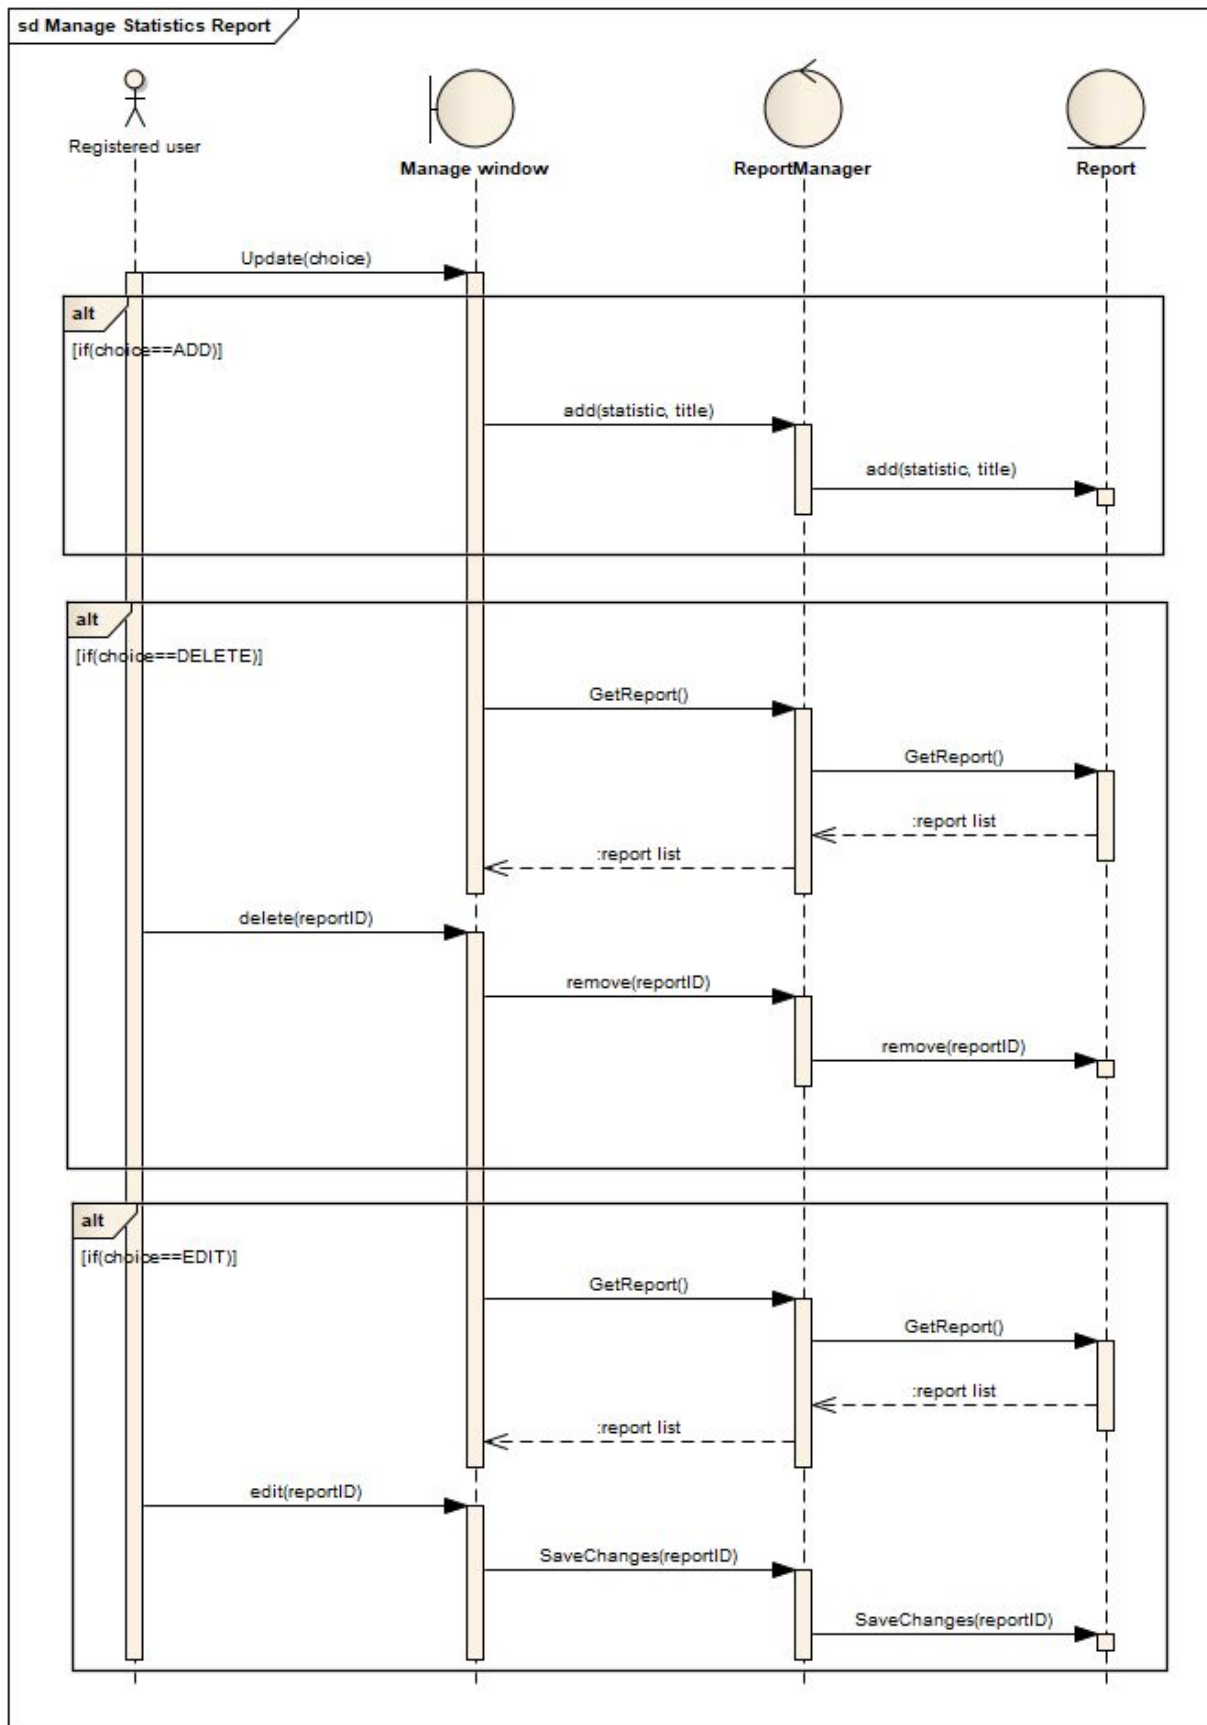 sd Manage Statistics Report
Registered user
Manage window
ReportManager
Report
Update(choice)
alt
[if(choice==ADD)]
add(statistic, title)
add(statistic, title)
alt
[if(choice==DELETE)]
GetReport()
GetReport()
:report list
:report list
delete(reportID)
remove(reportID)
remove(reportID)
alt
[if(choice==EDIT)]
GetReport()
GetReport()
:report list
:report list
edit(reportID)
SaveChanges(reportID)
SaveChanges(reportID)